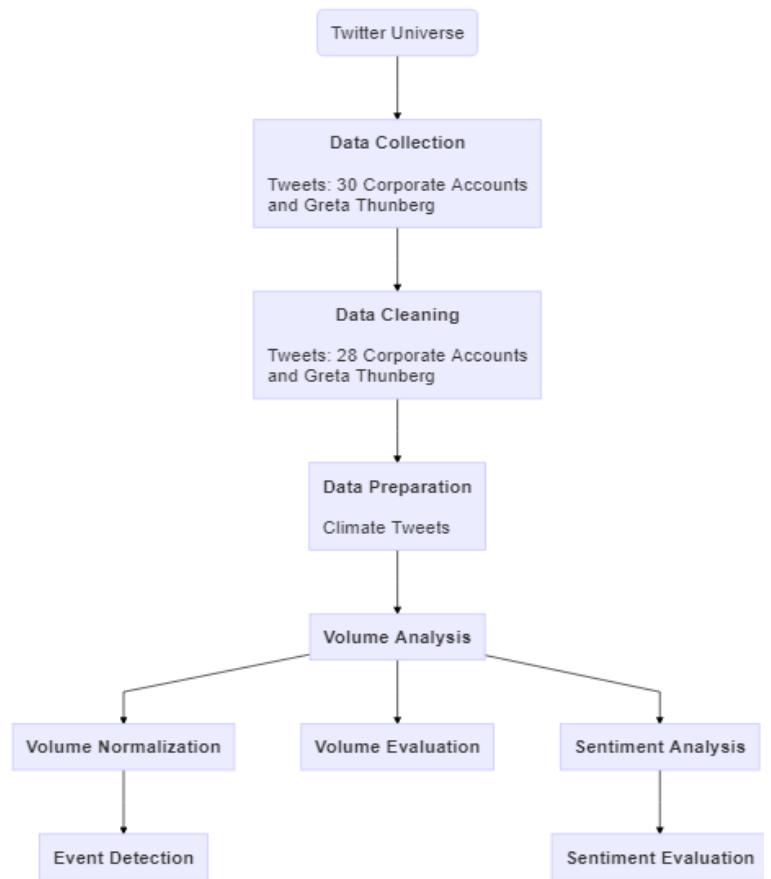 Twitter Universe
Data Collection
Tweets: 30 Corporate Accounts
and Greta Thunberg
Data Cleaning
Tweets: 28 Corporate Accounts
and Greta Thunberg
Data Preparation
Climate Tweets
Volume Analysis
Volume Normalization
Volume Evaluation
Sentiment Analysis
Event Detection
Sentiment Evaluation